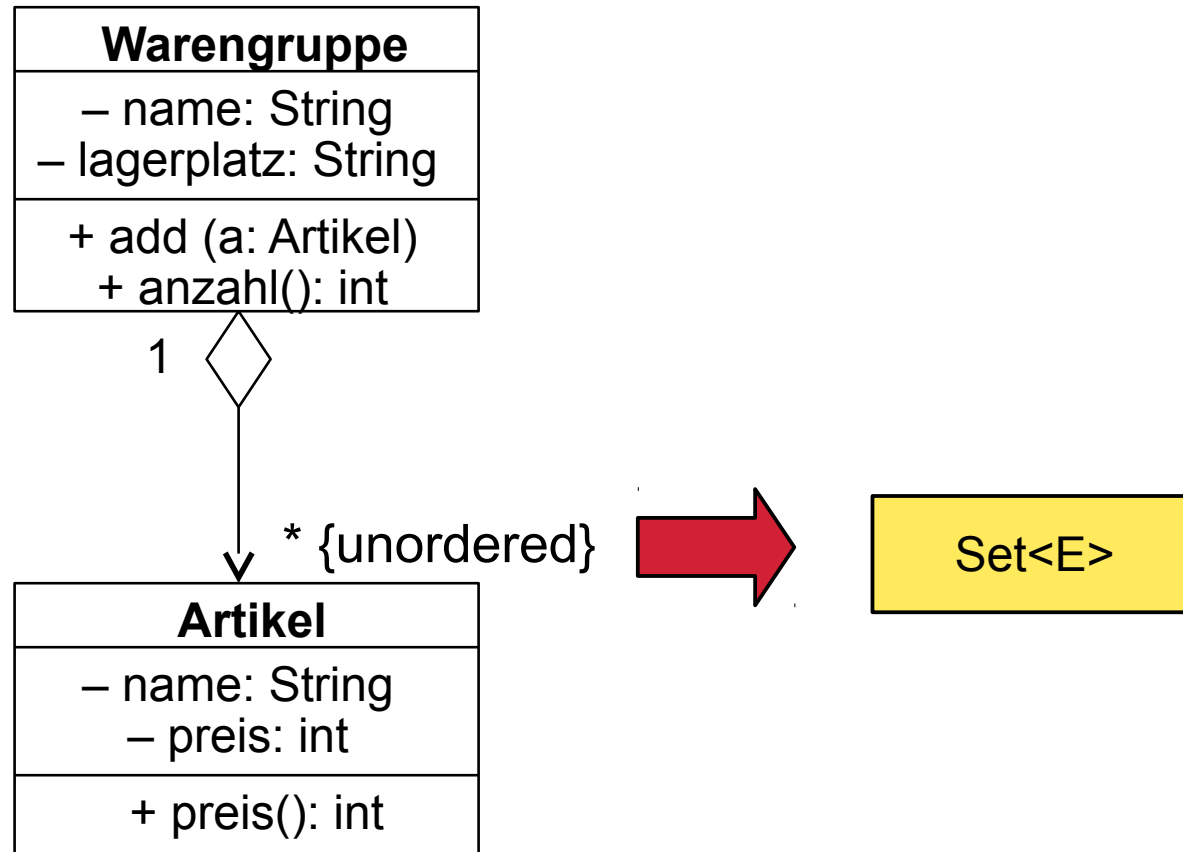 Warengruppe
– name: String
– lagerplatz: String
+ add (a: Artikel)
+ anzahl(): int
1
* {unordered}
Set<E>
Artikel
– name: String
– preis: int
+ preis(): int